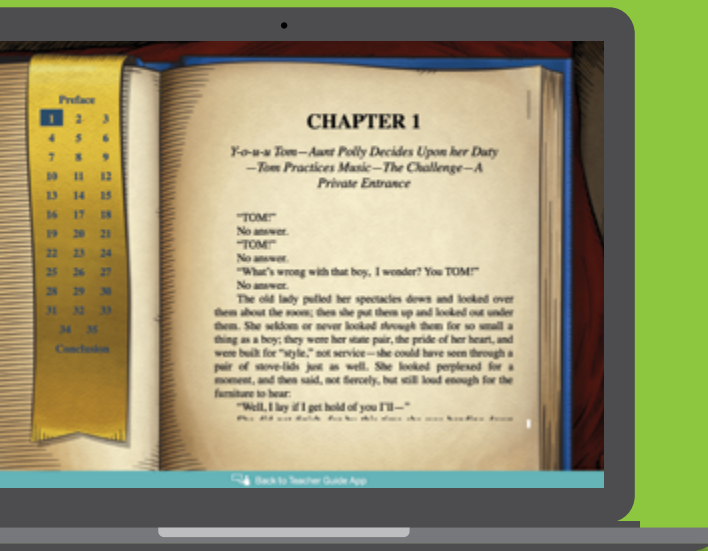 Preface
1 2 3
4 5 6
7 8 9
10 11 12
13 14 15
16 17 18
19 20 21
22 23 24
25 26 27
28 29 30
31 32 33
34 35
Conclusion
CHAPTER 1
Y-o-u-u Tom—Aunt Polly Decides Upon her Duty
—Tom Practices Music—The Challenge—A
Private Entrance
"TOM!"
No answer.
"TOM!"
No answer.
"What's wrong with that boy, I wonder? You TOM!"
No answer.
The old lady pulled her spectacles down and looked over
them about the room; then she put them up and looked out under
them. She seldom or never looked through them for so small a
thing as a boy; they were her state pair, the pride of her heart, and
were built for "style," not service—she could have seen through a
pair of stove-lids just as well. She looked perplexed for a
moment, and then said, not fiercely, but still loud enough for the
furniture to hear:
"Well, I lay if I get hold of you I'll—"
Back to Teacher Guide App